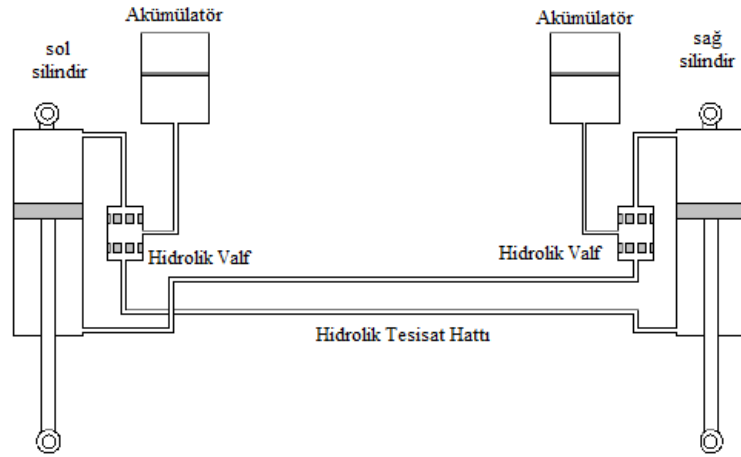 Akümülatör
Akümülatör
sol
silindir
sağ
silindir
Hidrolik Valf
Hidrolik Valf
Hidrolik Tesisat Hattı